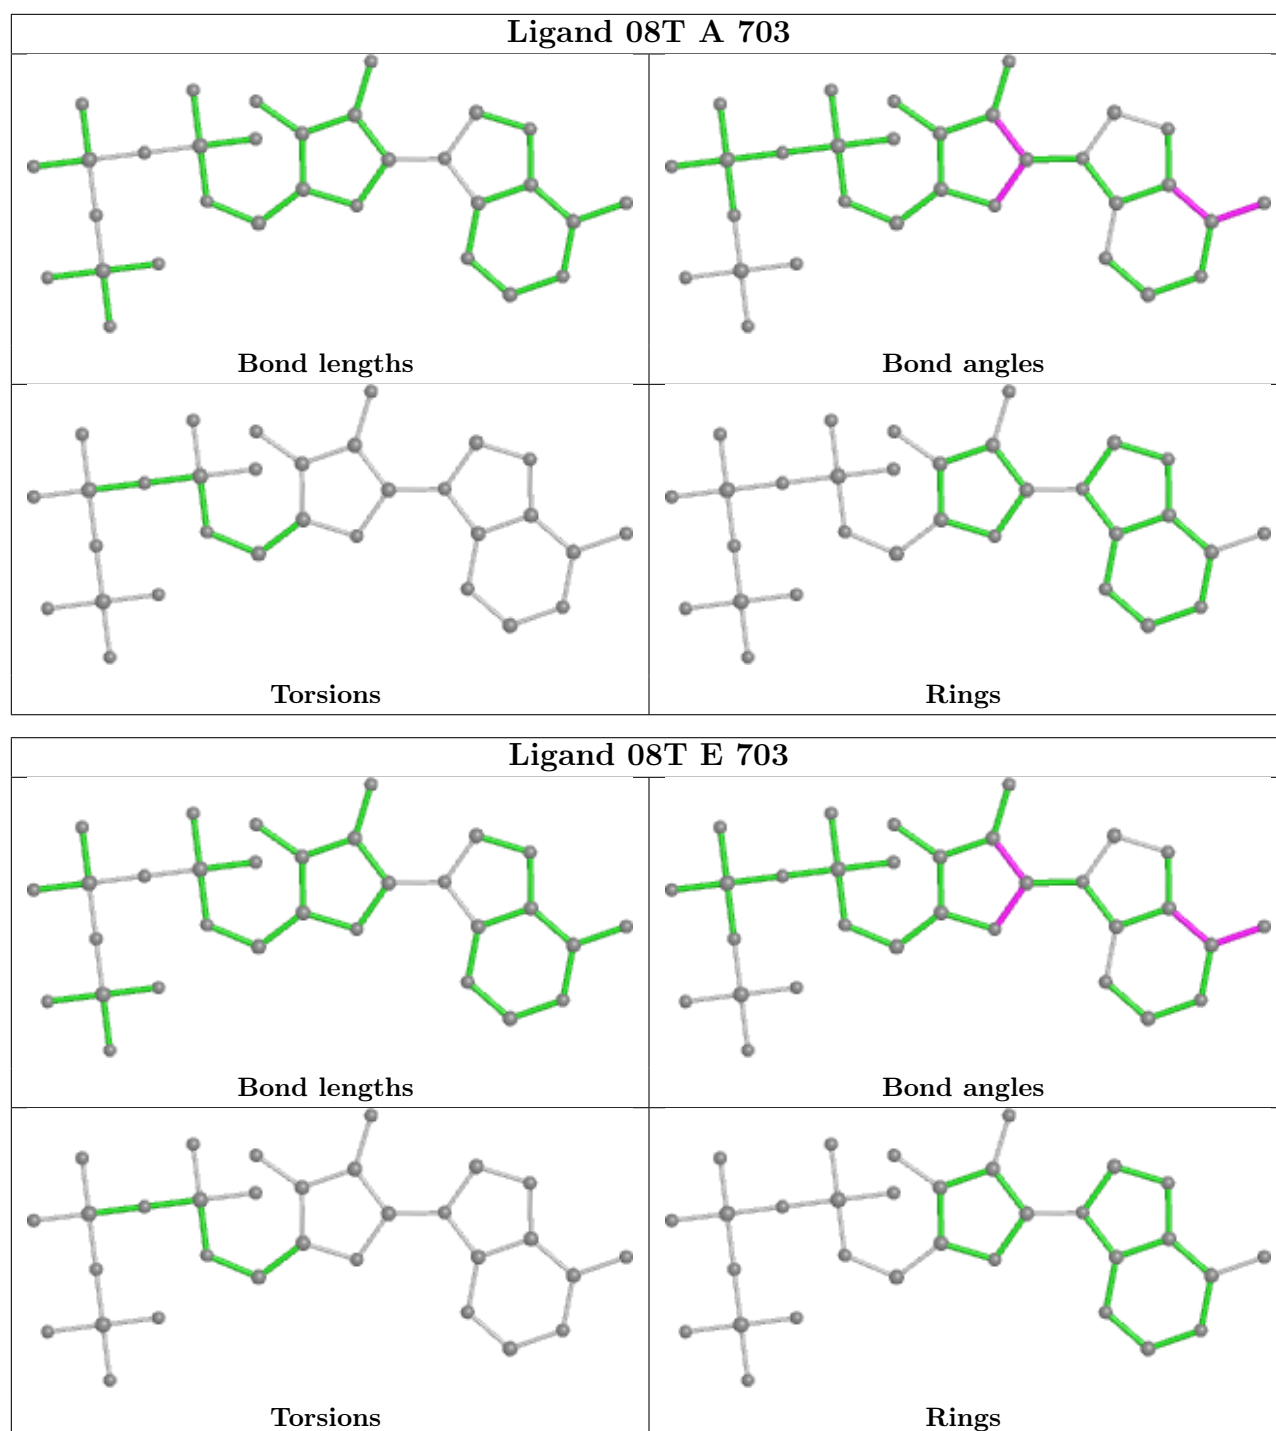 Ligand 08T A 703
Bond lengths
Bond angles
Torsions
Rings
Ligand 08T E 703
Bond lengths
Bond angles
Torsions
Rings